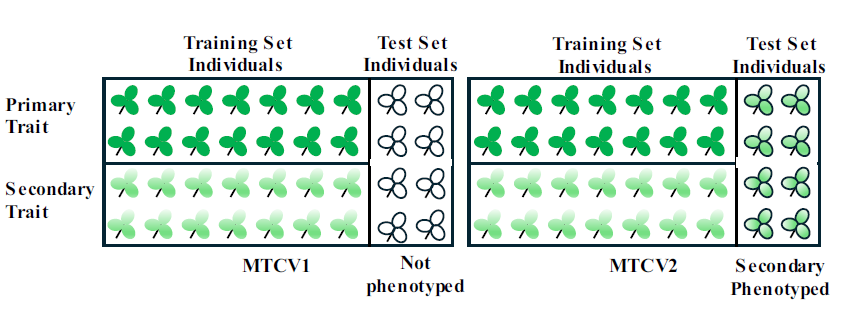 Training Set
Individuals
Test Set
Individuals
Training Set
Individuals
Test Set
Individuals
Primary
Trait
Secondary
Trait
MTCV1
Not
phenotyped
MTCV2
Secondary
Phenotyped